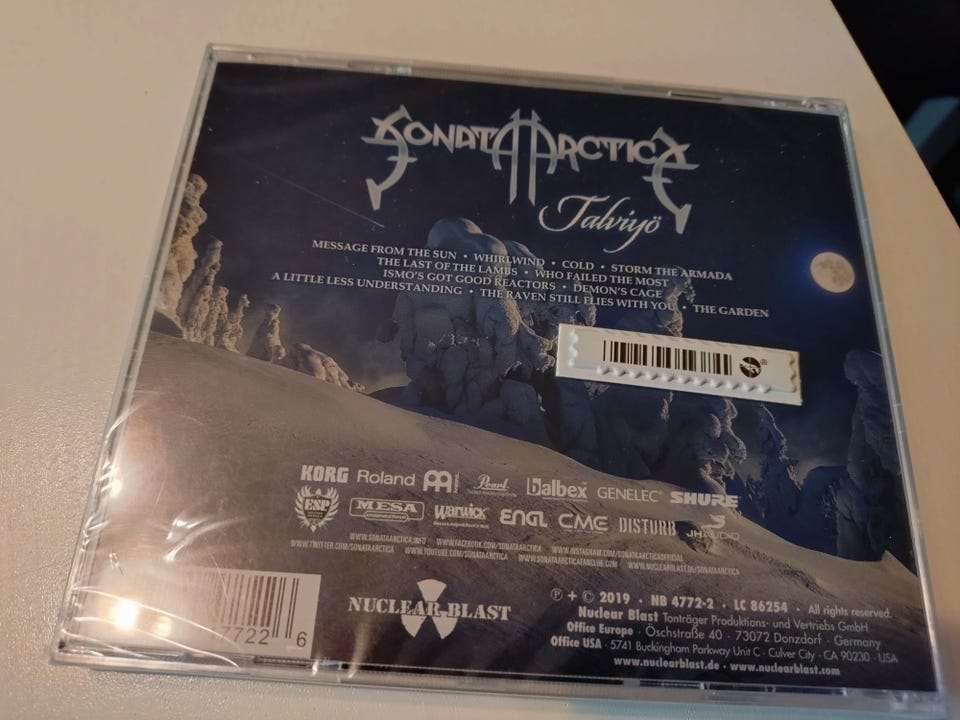 SONATA ARCTICA
Talviyö
MESSAGE FROM THE SUN • WHIRLWIND • COLD • STORM THE ARMADA
THE LAST OF THE LAMBS • WHO FAILED THE MOST
ISMO'S GOT GOOD REACTORS • DEMON'S CAGE
A LITTLE LESS UNDERSTANDING • THE RAVEN STILL FLIES WITH YOU • THE GARDEN
KORG Roland Pearl balbex GENELEC® SHURE
ESP MESA Warwick ENGL CME DISTURB JHAUDIO
WWW.SONATAARCTICA.INFO WWW.FACEBOOK.COM/SONATAARCTICA WWW.INSTAGRAM.COM/SONATAARCTICAOFFICIAL
WWW.TWITTER.COM/SONATAARCTICA WWW.YOUTUBE.COM/SONATAARCTICA WWW.SONATAARCTICAFANCLUB.COM WWW.NUCLEARBLAST.DE/SONATAARCTICA
7722 6
NUCLEAR BLAST
℗ + © 2019 • NB 4772-2 • LC 86254 • All rights reserved.
Nuclear Blast Tonträger Produktions- und Vertriebs GmbH
Office Europe · Öschstraße 40 · 73072 Donzdorf · Germany
Office USA · 5741 Buckingham Parkway Unit C · Culver City · CA 90230 · USA
www.nuclearblast.de · www.nuclearblast.com